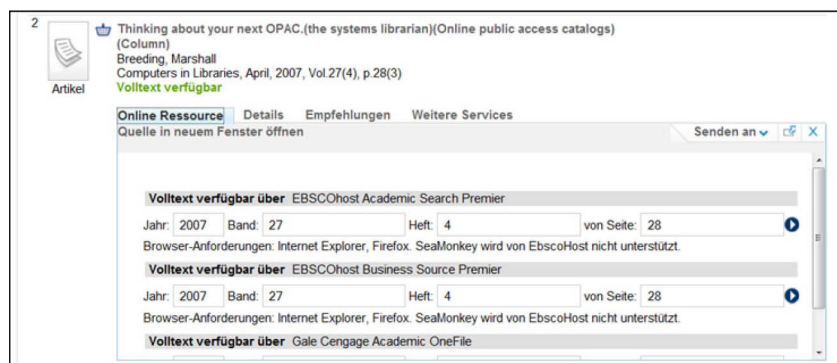 2
Thinking about your next OPAC.(the systems librarian)(Online public access catalogs)
(Column)
Breeding, Marshall
Computers in Libraries, April, 2007, Vol.27(4), p.28(3)
Artikel
Volltext verfügbar
Online Ressource Details Empfehlungen Weitere Services
Quelle in neuem Fenster öffnen Senden an X
Volltext verfügbar über EBSCOhost Academic Search Premier
Jahr: 2007 Band: 27 Heft: 4 von Seite: 28
Browser-Anforderungen: Internet Explorer, Firefox. SeaMonkey wird von EbscoHost nicht unterstützt.
Volltext verfügbar über EBSCOhost Business Source Premier
Jahr: 2007 Band: 27 Heft: 4 von Seite: 28
Browser-Anforderungen: Internet Explorer, Firefox. SeaMonkey wird von EbscoHost nicht unterstützt.
Volltext verfügbar über Gale Cengage Academic OneFile